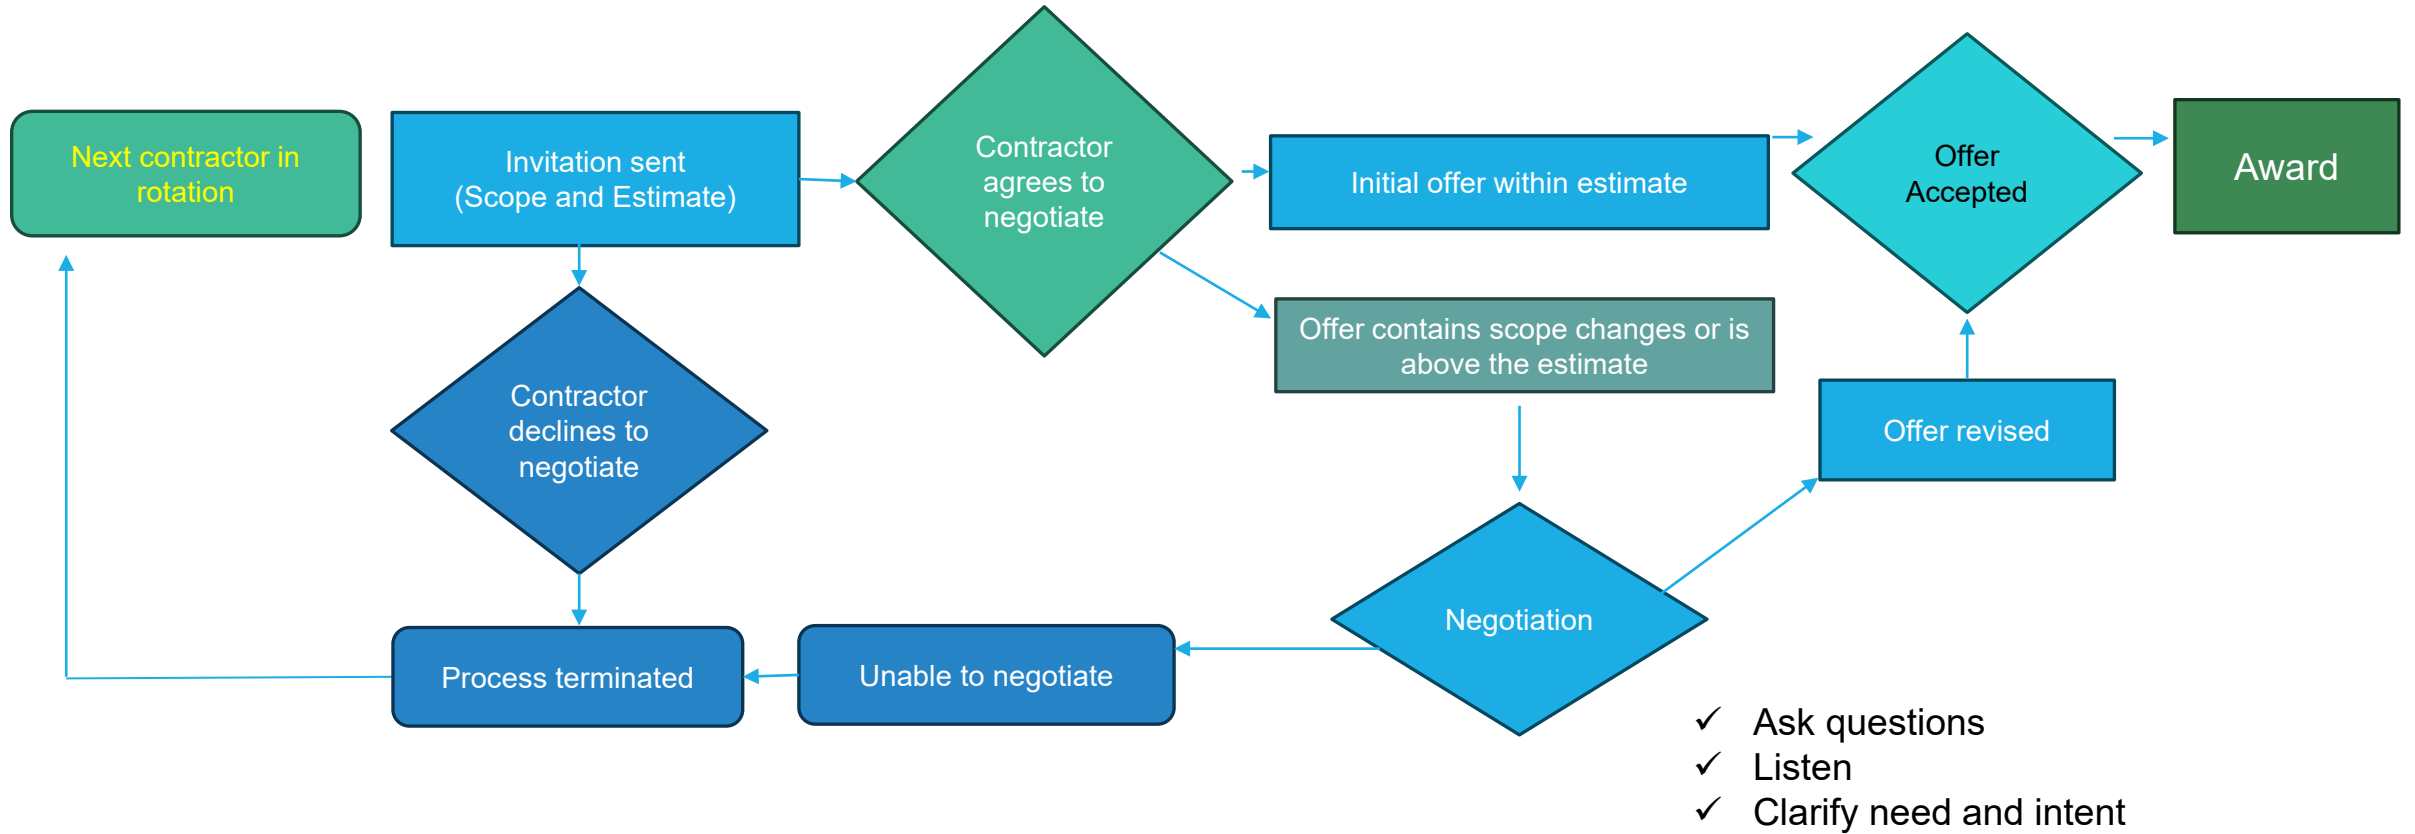 Next contractor in
rotation
Invitation sent
(Scope and Estimate)
Contractor
agrees to
negotiate
Initial offer within estimate
Offer
Accepted
Award
Offer contains scope changes or is
above the estimate
Contractor
declines to
negotiate
Offer revised
Negotiation
Process terminated
Unable to negotiate
✓ Ask questions
✓ Listen
✓ Clarify need and intent